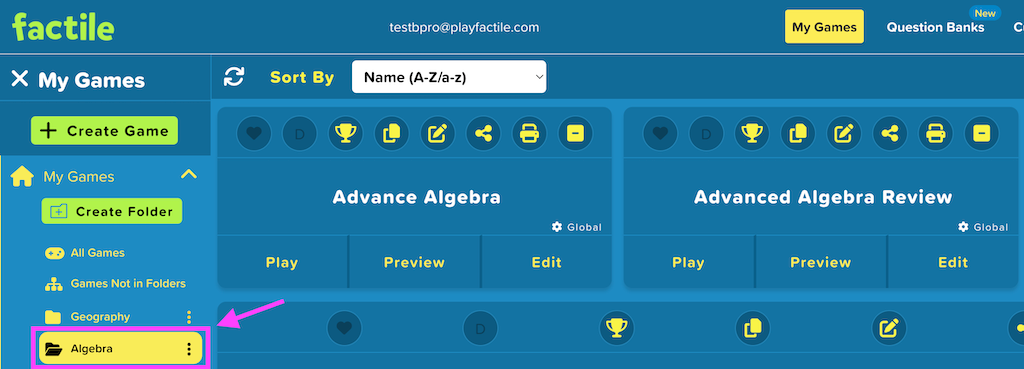 factile
testbpro@playfactile.com
My Games
Question Banks
New
My Games
Sort By
Name (A-Z/a-z)
Create Game
My Games
Create Folder
All Games
Games Not in Folders
Geography
Algebra
D
Advance Algebra
Global
Play
Preview
Edit
D
Advanced Algebra Review
Global
Play
Preview
Edit
D